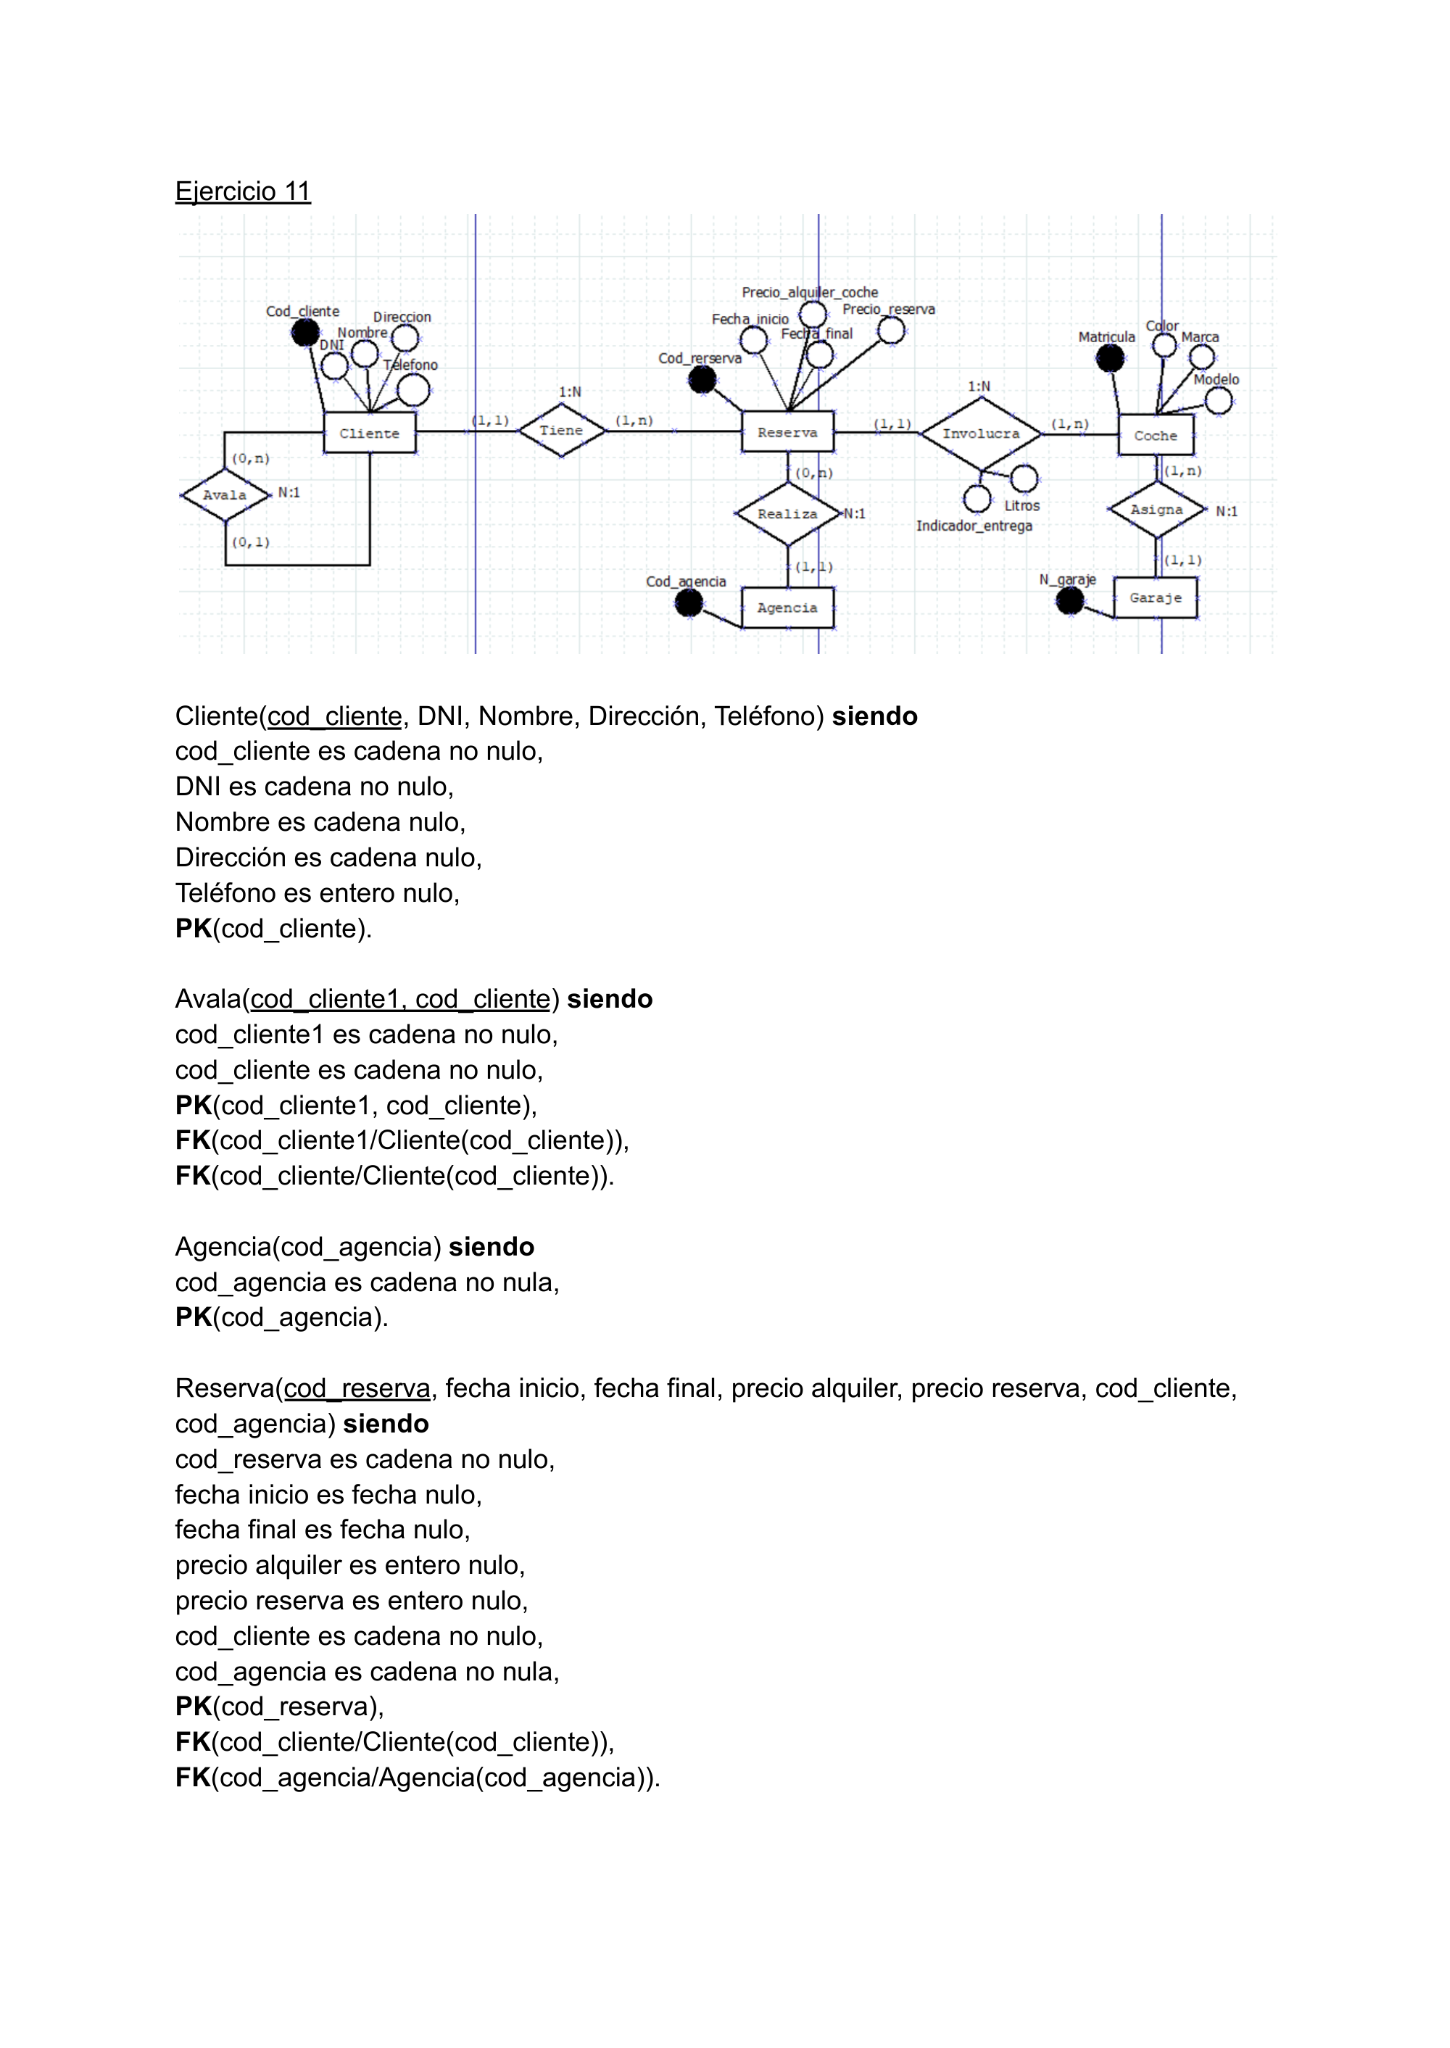 Ejercicio 11
Precio_alquiler_coche
Cod_cliente
Direccion
Fecha_inicio
Precio_reserva
Nombre
DNI
Fecha_final
Color
Matricula
Marca
Telefono
Cod_rerserva
Modelo
1:N
1:N
Cliente
(1,1)
Tiene
(1,n)
Reserva
(1,1)
Involucra
(1,n)
Coche
(0,n)
(0,n)
(1,n)
Avala
N:1
Litros
Realiza
N:1
Indicador_entrega
Asigna
N:1
(0,1)
(1,1)
(1,1)
Cod_agencia
N_garaje
Agencia
Garaje
Cliente(cod_cliente, DNI, Nombre, Dirección, Teléfono) siendo
cod_cliente es cadena no nulo,
DNI es cadena no nulo,
Nombre es cadena nulo,
Dirección es cadena nulo,
Teléfono es entero nulo,
PK(cod_cliente).
Avala(cod_cliente1, cod_cliente) siendo
cod_cliente1 es cadena no nulo,
cod_cliente es cadena no nulo,
PK(cod_cliente1, cod_cliente),
FK(cod_cliente1/Cliente(cod_cliente)),
FK(cod_cliente/Cliente(cod_cliente)).
Agencia(cod_agencia) siendo
cod_agencia es cadena no nula,
PK(cod_agencia).
Reserva(cod_reserva, fecha inicio, fecha final, precio alquiler, precio reserva, cod_cliente,
cod_agencia) siendo
cod_reserva es cadena no nulo,
fecha inicio es fecha nulo,
fecha final es fecha nulo,
precio alquiler es entero nulo,
precio reserva es entero nulo,
cod_cliente es cadena no nulo,
cod_agencia es cadena no nula,
PK(cod_reserva),
FK(cod_cliente/Cliente(cod_cliente)),
FK(cod_agencia/Agencia(cod_agencia)).